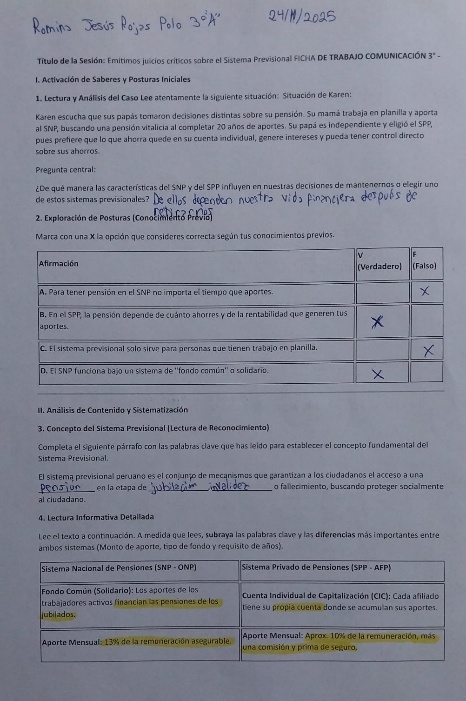 Romina Jesús Rojas Polo 3° "A" 24/11/2025
Título de la Sesión: Emitimos juicios críticos sobre el Sistema Previsional FICHA DE TRABAJO COMUNICACIÓN 3° -
I. Activación de Saberes y Posturas Iniciales
1. Lectura y Análisis del Caso Lee atentamente la siguiente situación: Situación de Karen:
Karen escucha que sus papás tomaron decisiones distintas sobre su pensión. Su mamá trabaja en planilla y aporta
al SNP, buscando una pensión vitalicia al completar 20 años de aportes. Su papá es independiente y eligió el SPP,
pues prefiere que lo que ahorra quede en su cuenta individual, genere intereses y pueda tener control directo
sobre sus ahorros.
Pregunta central:
¿De qué manera las características del SNP y del SPP influyen en nuestras decisiones de mantenernos o elegir uno
de estos sistemas previsionales? De ellos dependen nuestra vida financiera después de
retirarnos
2. Exploración de Posturas (Conocimiento Previo)
Marca con una X la opción que consideres correcta según tus conocimientos previos.
Afirmación V (Verdadero) F (Falso)
A. Para tener pensión en el SNP no importa el tiempo que aportes. X
B. En el SPP, la pensión depende de cuánto ahorres y de la rentabilidad que generen tus
aportes. X
C. El sistema previsional solo sirve para personas que tienen trabajo en planilla. X
D. El SNP funciona bajo un sistema de "fondo común" o solidario. X
II. Análisis de Contenido y Sistematización
3. Concepto del Sistema Previsional (Lectura de Reconocimiento)
Completa el siguiente párrafo con las palabras clave que has leído para establecer el concepto fundamental del
Sistema Previsional.
El sistema previsional peruano es el conjunto de mecanismos que garantizan a los ciudadanos el acceso a una
pensión en la etapa de jubilación invalidez o fallecimiento, buscando proteger socialmente
al ciudadano.
4. Lectura Informativa Detallada
Lee el texto a continuación. A medida que lees, subraya las palabras clave y las diferencias más importantes entre
ambos sistemas (Monto de aporte, tipo de fondo y requisito de años).
Sistema Nacional de Pensiones (SNP - ONP) Sistema Privado de Pensiones (SPP - AFP)
Fondo Común (Solidario): Los aportes de los
trabajadores activos financian las pensiones de los
jubilados.
Cuenta Individual de Capitalización (CIC): Cada afiliado
tiene su propia cuenta donde se acumulan sus aportes.
Aporte Mensual: 13% de la remuneración asegurable.
Aporte Mensual: Aprox. 10% de la remuneración, más
una comisión y prima de seguro.